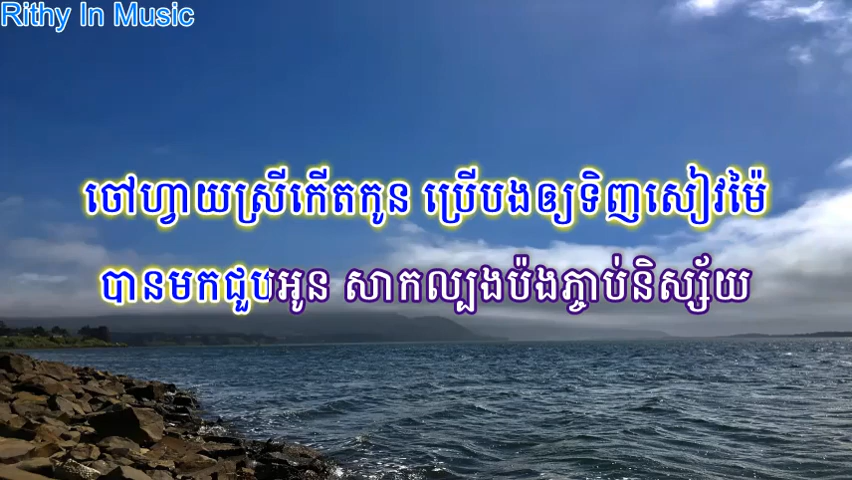 Rithy In Music
ចៅហ្វាយស្រីកើតកូន ប្រើបងឲ្យទិញសៀវម៉ៃ
បានមកជួបអូន សាកល្បងប៉ងភ្ជាប់និស្ស័យ